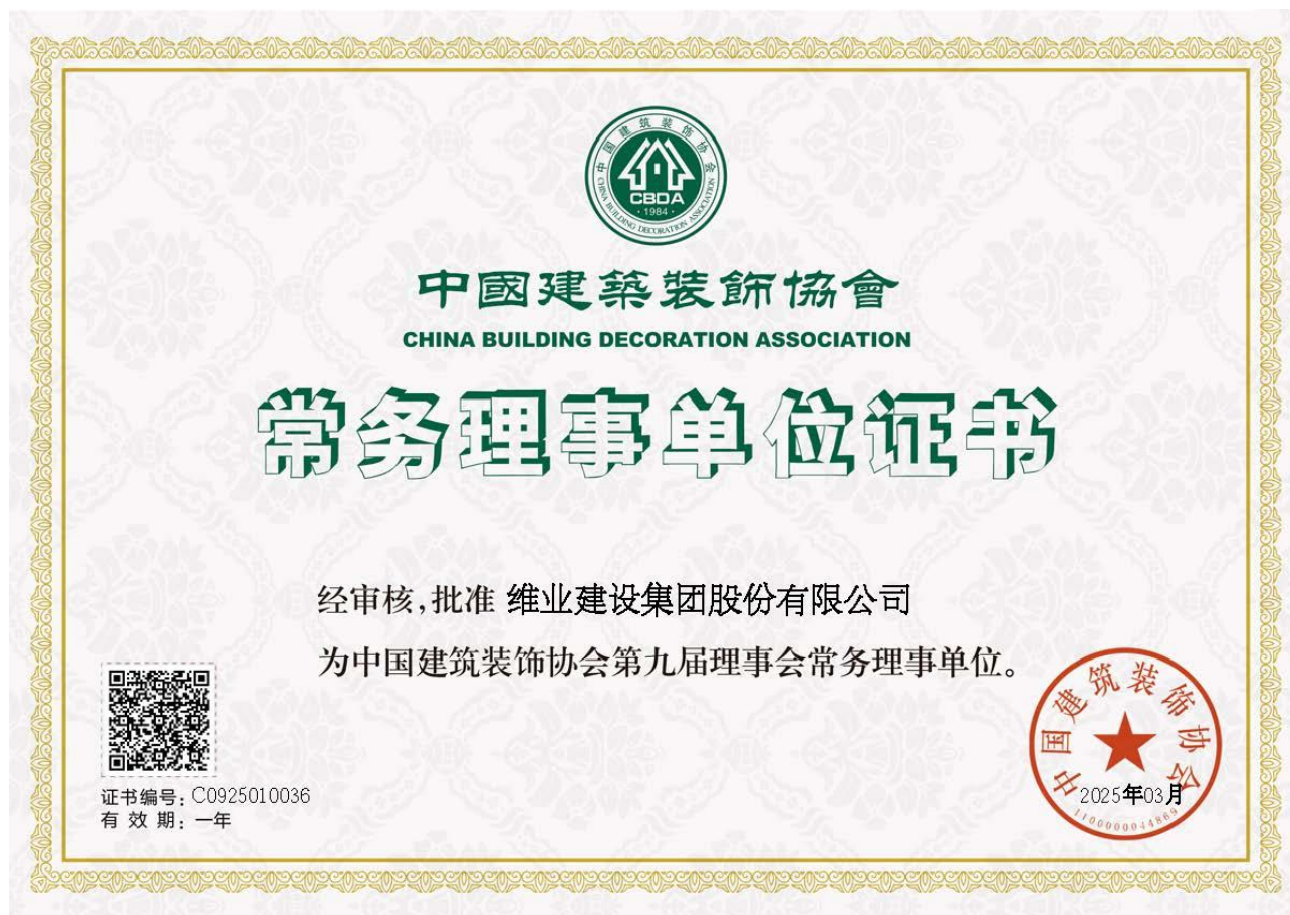 中国建筑装饰协会
CBDA
·1984·
CHINA BUILDING DECORATION ASSOCIATION
中國建築装飾協會
CHINA BUILDING DECORATION ASSOCIATION
常务理事单位证书
经审核,批准 维业建设集团股份有限公司
为中国建筑装饰协会第九届理事会常务理事单位。
中国建筑装饰协会
2025年03月
1100000044869
证书编号: C0925010036
有 效 期: 一年